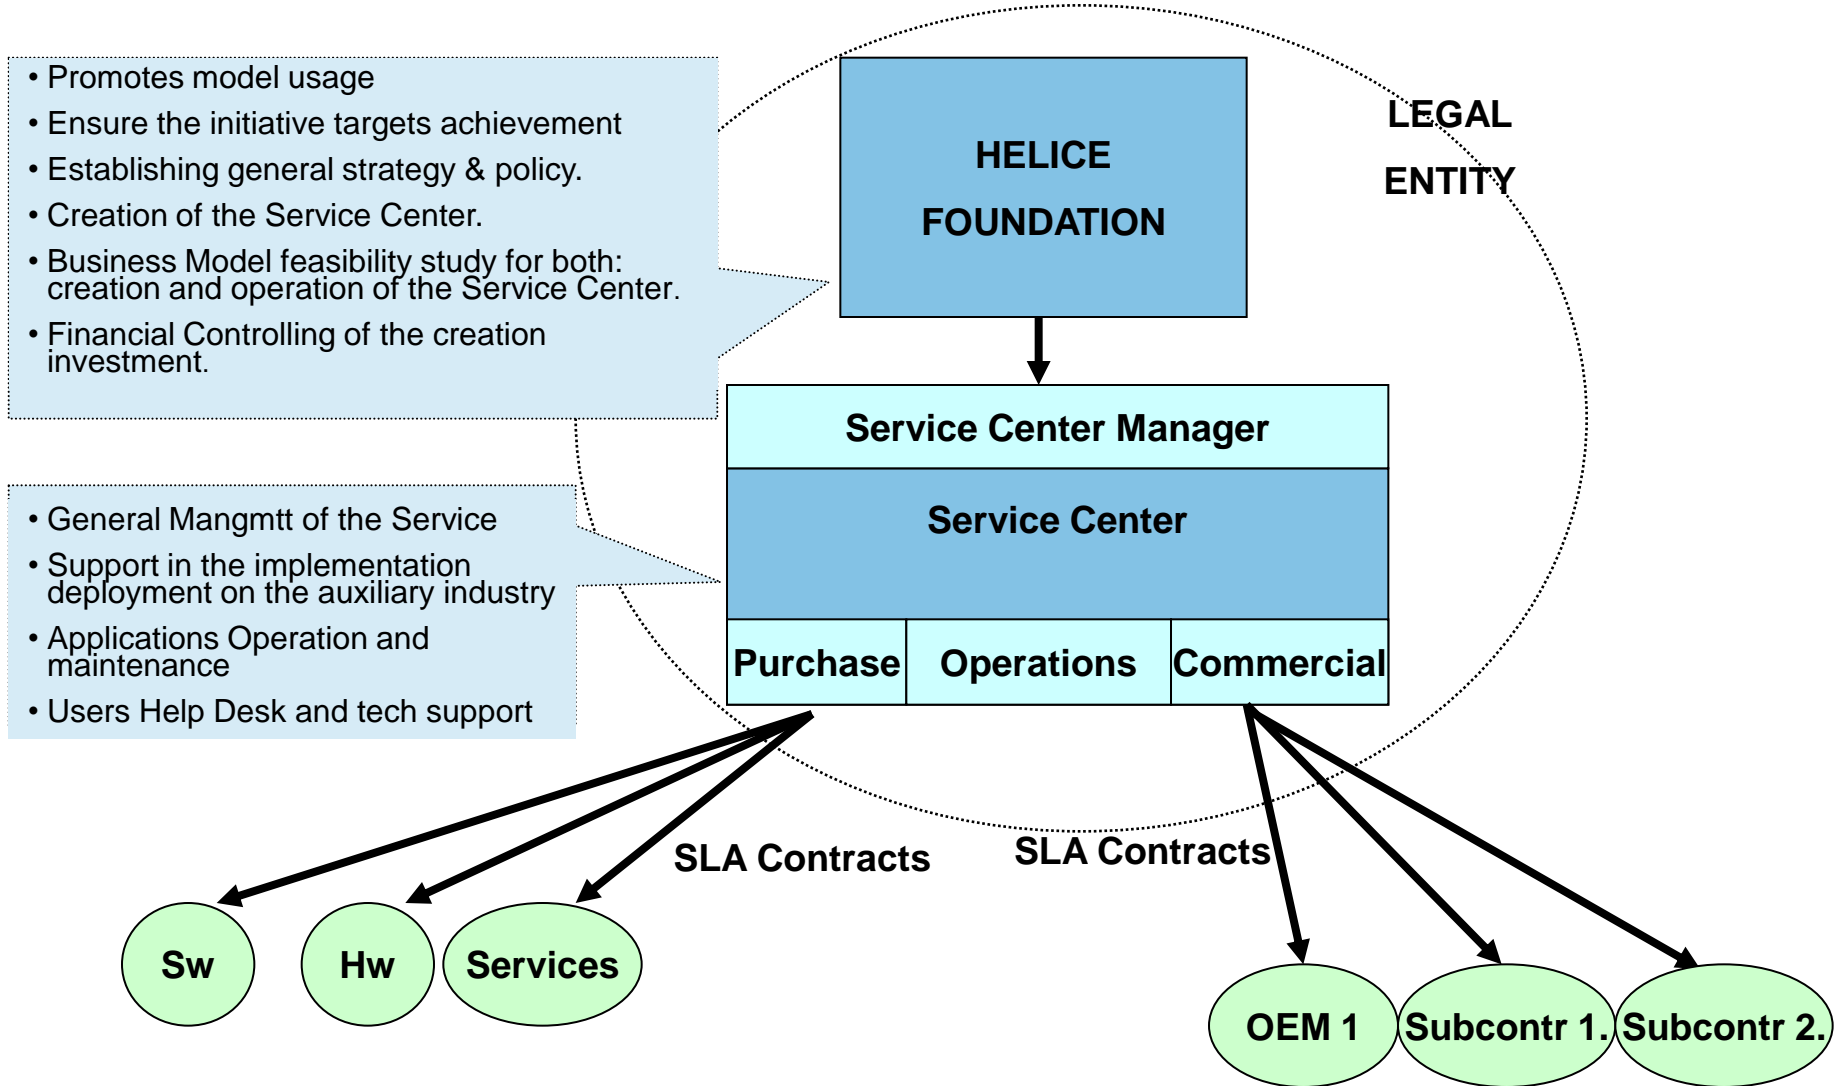 • Promotes model usage
• Ensure the initiative targets achievement
• Establishing general strategy & policy.
• Creation of the Service Center.
• Business Model feasibility study for both:
creation and operation of the Service Center.
• Financial Controlling of the creation
investment.
HELICE
FOUNDATION
LEGAL
ENTITY
Service Center Manager
Service Center
Purchase
Operations
Commercial
• General Mangmtt of the Service
• Support in the implementation
deployment on the auxiliary industry
• Applications Operation and
maintenance
• Users Help Desk and tech support
SLA Contracts
SLA Contracts
Sw
Hw
Services
OEM 1
Subcontr 1.
Subcontr 2.